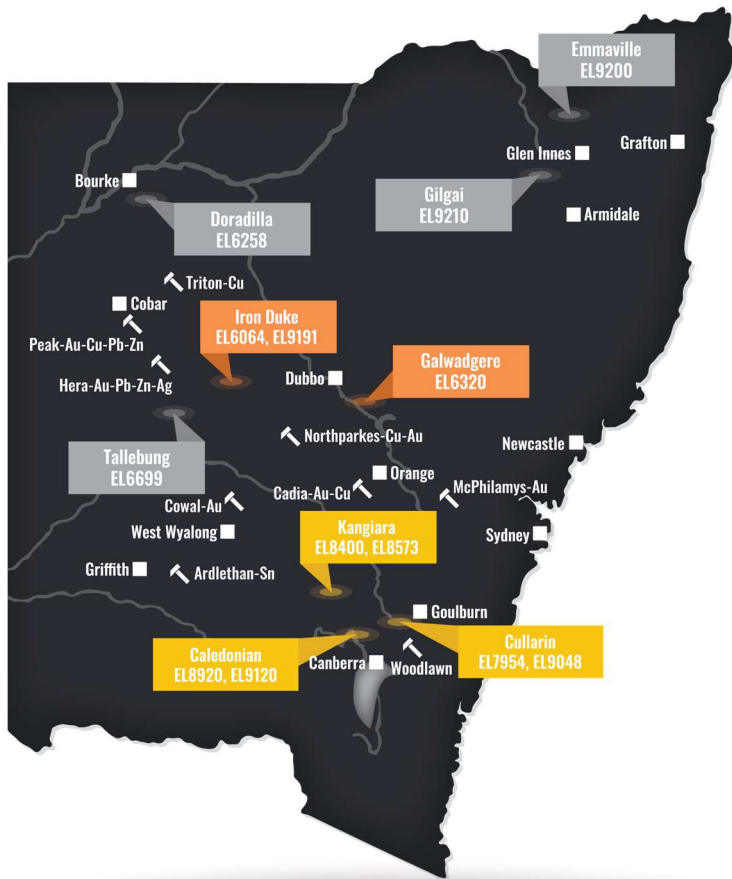 Emmaville
EL9200
Glen Innes
Grafton
Bourke
Gilgai
EL9210
Armidale
Doradilla
EL6258
Triton-Cu
Cobar
Iron Duke
EL6064, EL9191
Peak-Au-Cu-Pb-Zn
Galwadgere
EL6320
Dubbo
Hera-Au-Pb-Zn-Ag
Northparkes-Cu-Au
Newcastle
Tallebung
EL6699
Orange
Cadia-Au-Cu
McPhilamys-Au
Cowal-Au
Kangiara
EL8400, EL8573
West Wyalong
Sydney
Griffith
Ardlethan-Sn
Goulburn
Caledonian
EL8920, EL9120
Cullarin
EL7954, EL9048
Canberra
Woodlawn